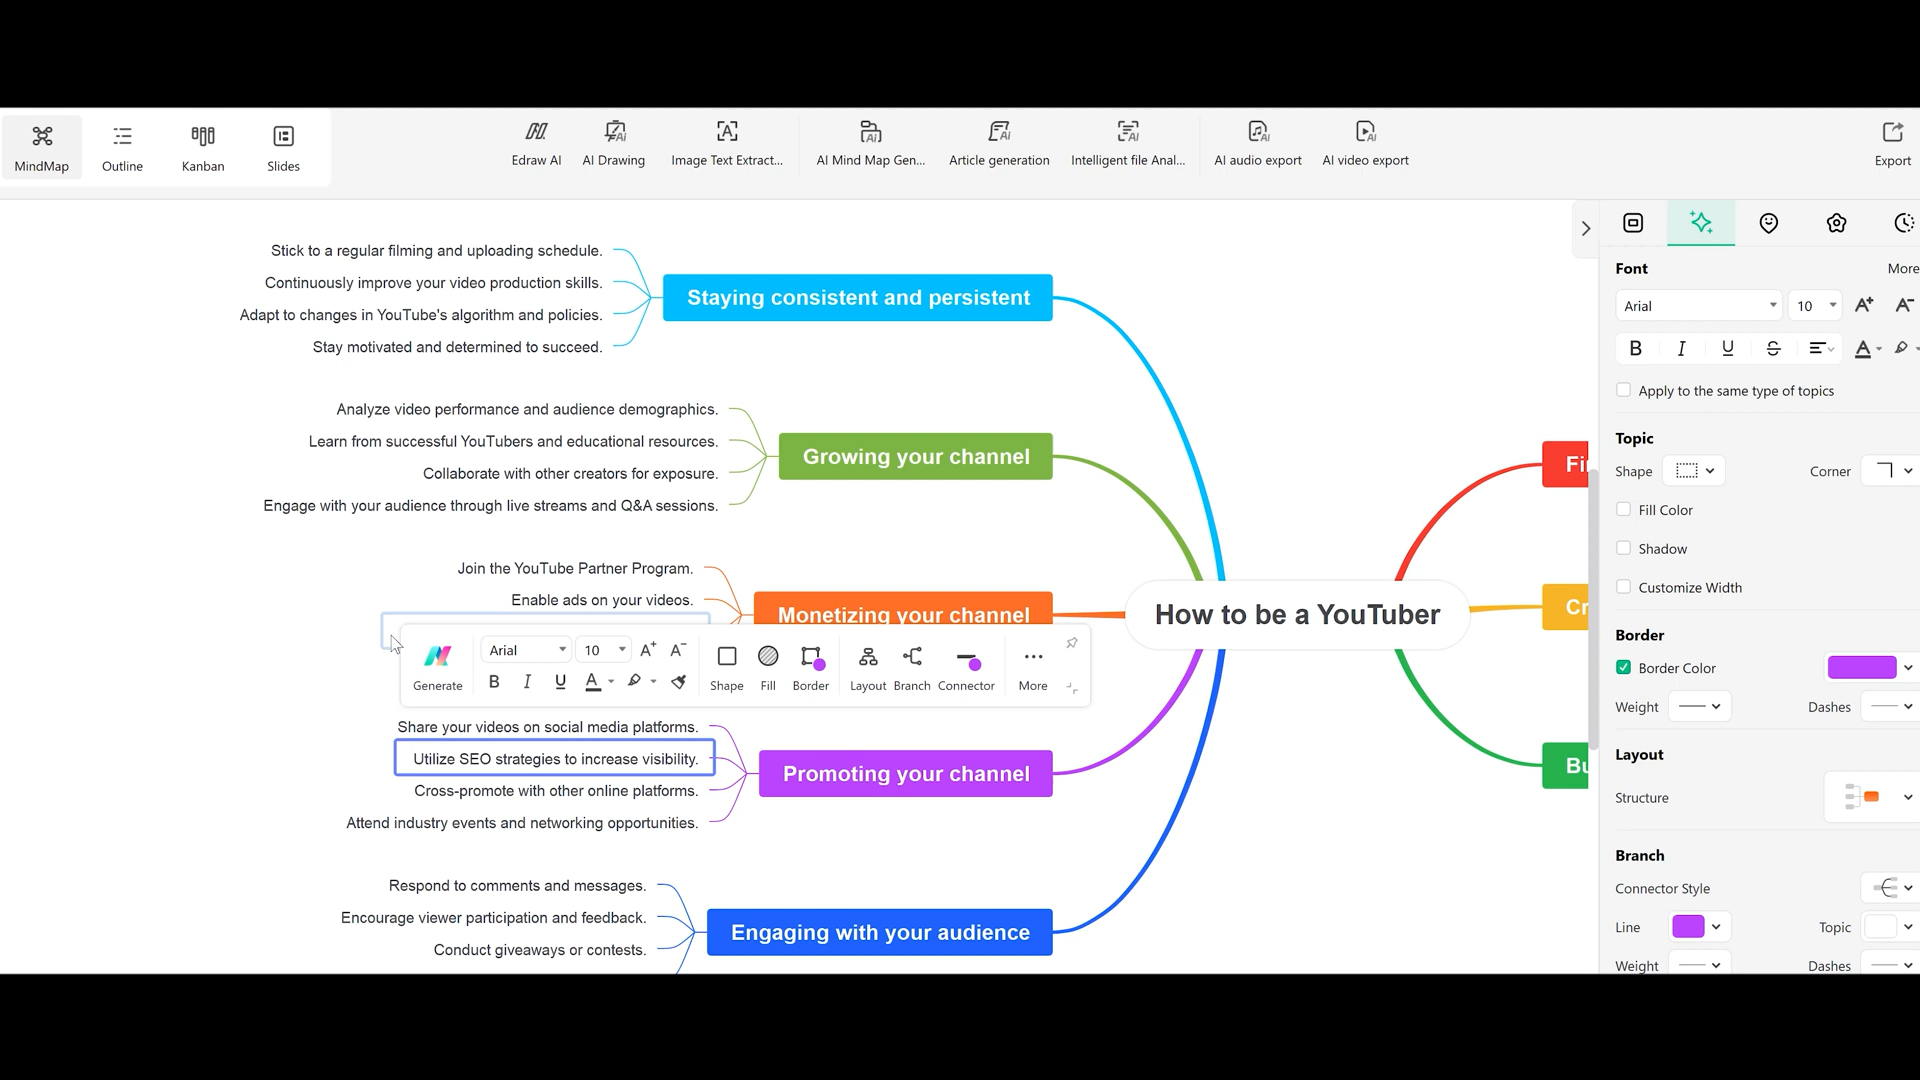 MindMap
Outline
Kanban
Slides
Edraw AI
AI Drawing
Image Text Extract...
AI Mind Map Gen...
Article generation
Intelligent file Anal...
AI audio export
AI video export
Export
Stick to a regular filming and uploading schedule.
Continuously improve your video production skills.
Adapt to changes in YouTube's algorithm and policies.
Stay motivated and determined to succeed.
Staying consistent and persistent
Analyze video performance and audience demographics.
Learn from successful YouTubers and educational resources.
Collaborate with other creators for exposure.
Engage with your audience through live streams and Q&A sessions.
Growing your channel
Join the YouTube Partner Program.
Enable ads on your videos.
Monetizing your channel
How to be a YouTuber
Fi
Cr
Bu
Generate
Arial
10
A+
A-
B
I
U
A
Shape
Fill
Border
Layout
Branch
Connector
More
Share your videos on social media platforms.
Utilize SEO strategies to increase visibility.
Cross-promote with other online platforms.
Attend industry events and networking opportunities.
Promoting your channel
Respond to comments and messages.
Encourage viewer participation and feedback.
Conduct giveaways or contests.
Engaging with your audience
Font
More
Arial
10
A+
A-
B
I
U
S
A
Apply to the same type of topics
Topic
Shape
Corner
Fill Color
Shadow
Customize Width
Border
Border Color
Weight
Dashes
Layout
Structure
Branch
Connector Style
Line
Topic
Weight
Dashes